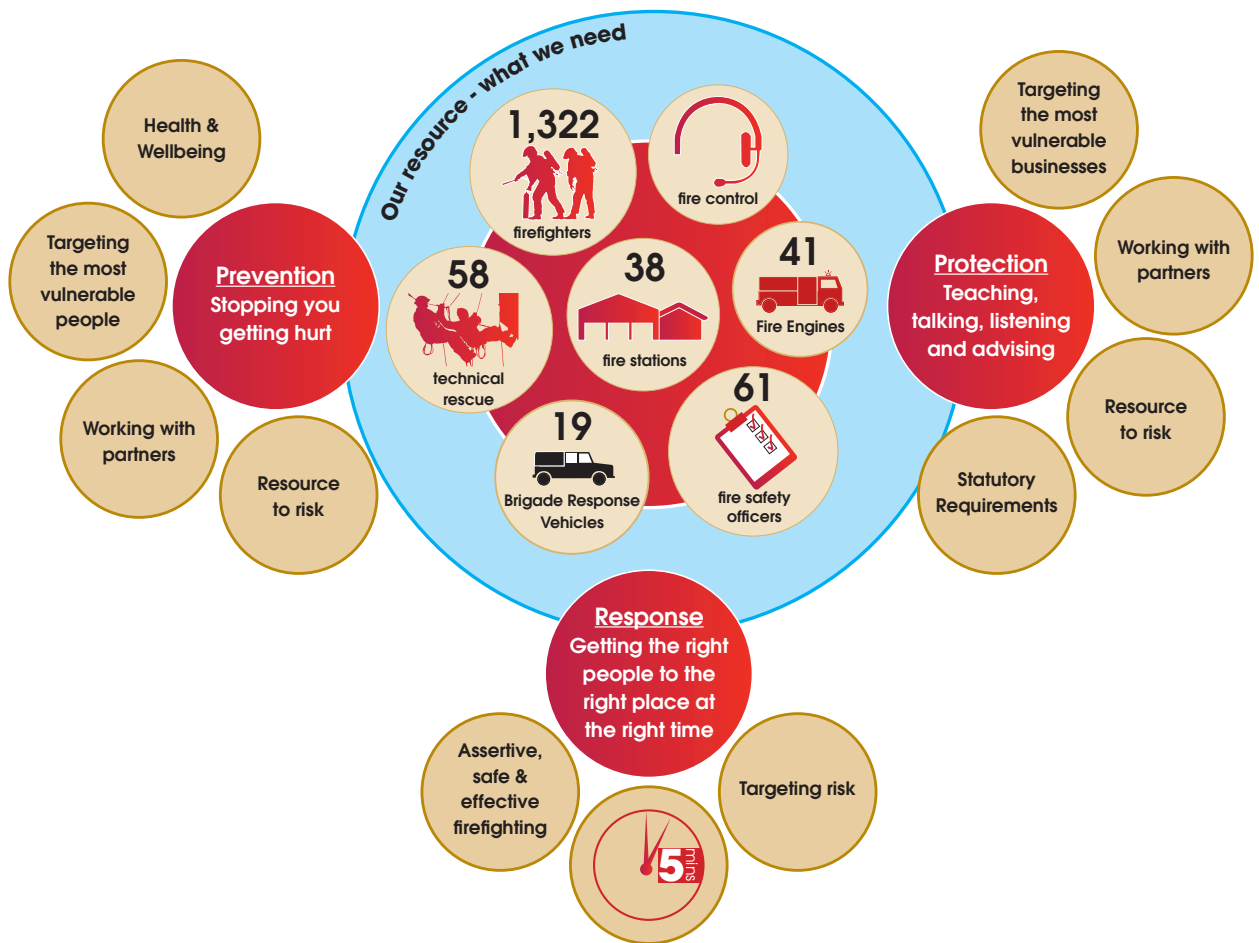 Our resource - what we need
1,322
firefighters
fire control
58
technical
rescue
38
fire stations
41
Fire Engines
19
Brigade Response
Vehicles
61
fire safety
officers
Prevention
Stopping you
getting hurt
Health &
Wellbeing
Targeting
the most
vulnerable
people
Working with
partners
Resource
to risk
Protection
Teaching,
talking, listening
and advising
Targeting
the most
vulnerable
businesses
Working with
partners
Resource
to risk
Statutory
Requirements
Response
Getting the right
people to the
right place at
the right time
Assertive,
safe &
effective
firefighting
5 mins
Targeting risk